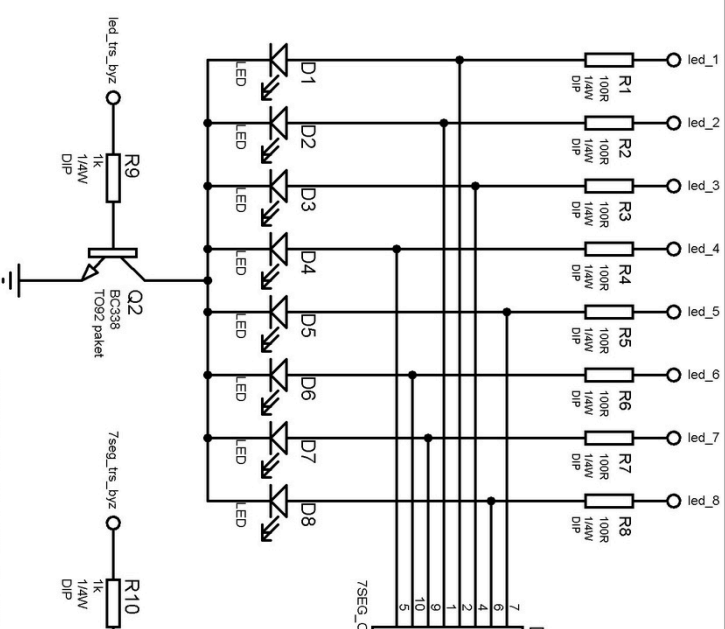 led_trs_byz
R9
1k
1/4W
DIP
Q2
BC338
TO92 paket
7seg_trs_byz
R10
1k
1/4W
DIP
D1
LED
D2
LED
D3
LED
D4
LED
D5
LED
D6
LED
D7
LED
D8
LED
led_1
R1
100R
1/4W
DIP
led_2
R2
100R
1/4W
DIP
led_3
R3
100R
1/4W
DIP
led_4
R4
100R
1/4W
DIP
led_5
R5
100R
1/4W
DIP
led_6
R6
100R
1/4W
DIP
led_7
R7
100R
1/4W
DIP
led_8
R8
100R
1/4W
DIP
5
10
9
1
2
4
6
7